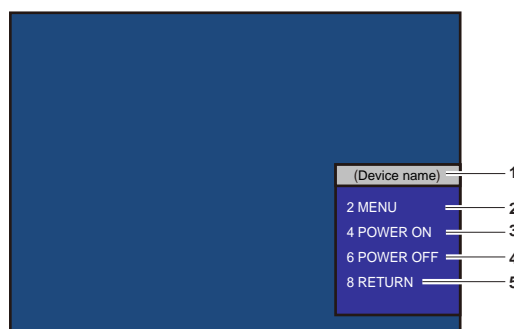 (Device name) 1
2 MENU 2
4 POWER ON 3
6 POWER OFF 4
8 RETURN 5